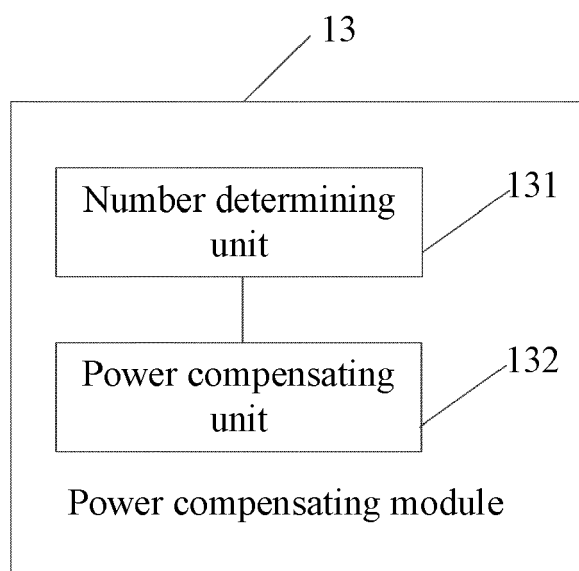 13
Number determining
unit
131
Power compensating
unit
132
Power compensating module